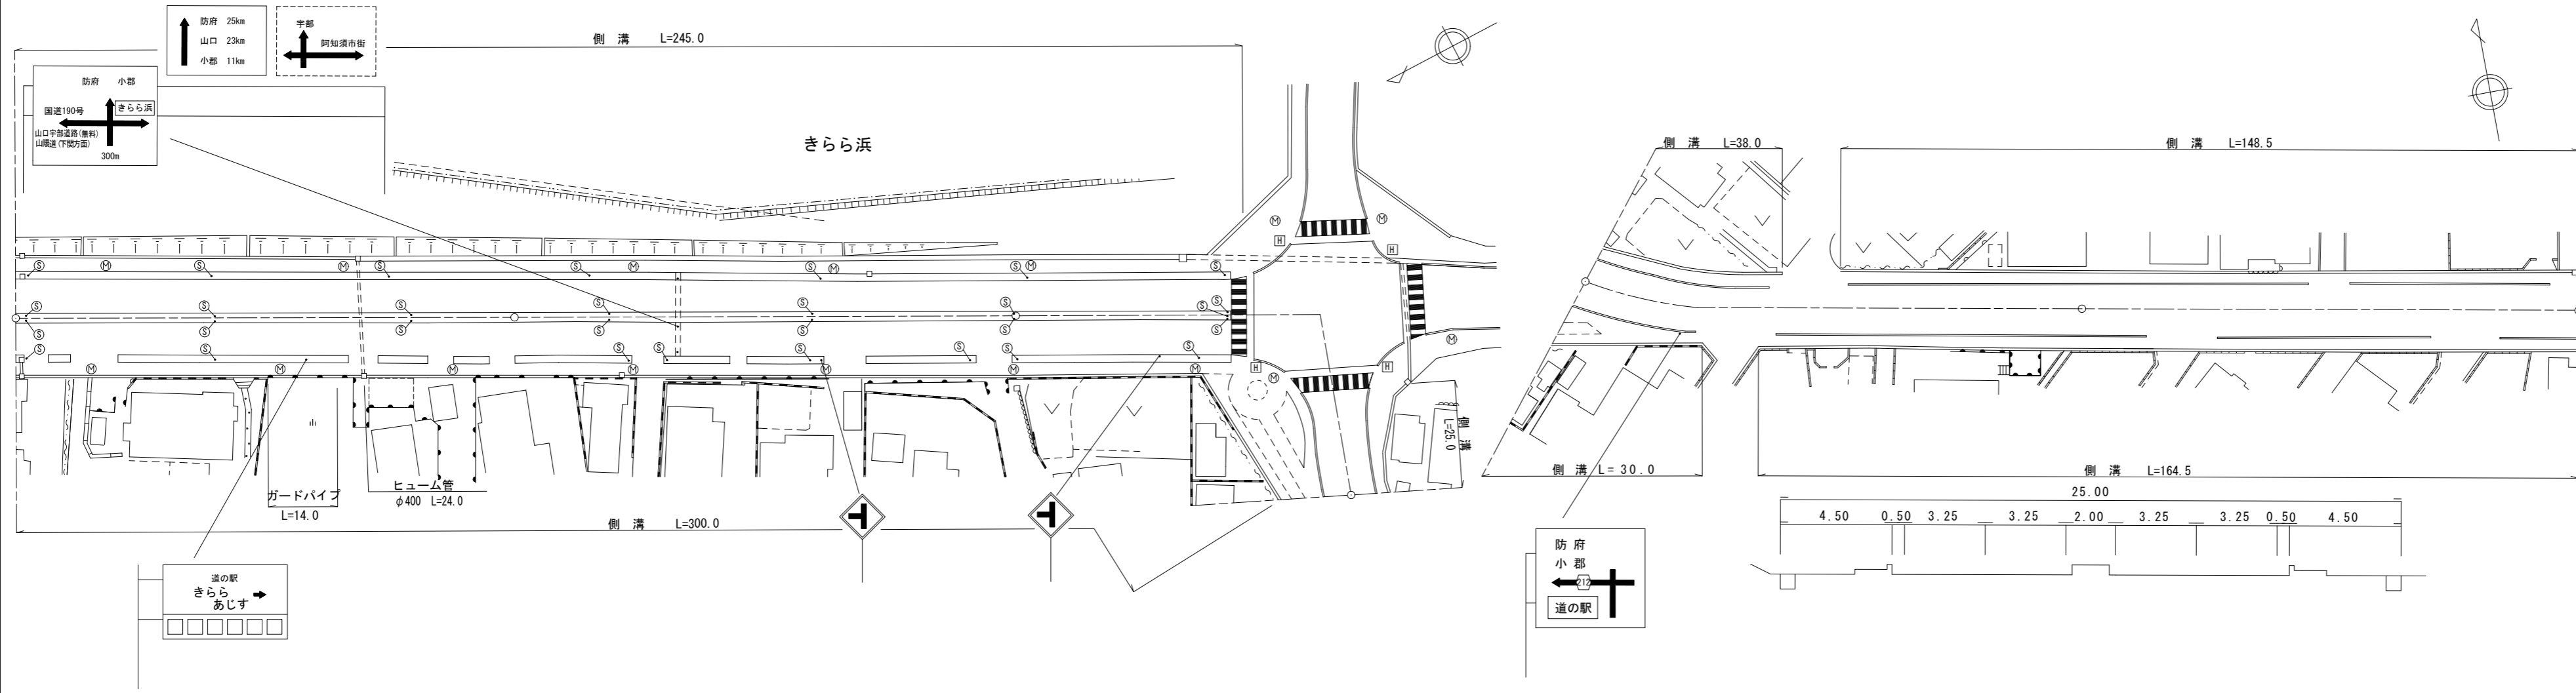 防府 25km
山口 23km
小郡 11km
宇部
阿知須市街
側 溝 L=245.0
防府 小郡
国道190号
きらら浜
山口宇部道路(無料)
山陽道(下関方面)
300m
きらら浜
側 溝 L=38.0
側 溝 L=148.5
Ⓢ Ⓜ Ⓢ Ⓜ Ⓢ Ⓢ Ⓜ Ⓢ Ⓜ Ⓢ Ⓜ Ⓢ
Ⓜ Ⓜ
H H
Ⓢ Ⓢ Ⓢ Ⓢ Ⓢ Ⓢ Ⓢ Ⓢ
Ⓢ Ⓢ Ⓢ Ⓢ Ⓢ Ⓢ Ⓢ
Ⓢ Ⓢ Ⓢ Ⓢ Ⓢ Ⓢ Ⓢ Ⓢ
Ⓜ Ⓜ Ⓜ Ⓜ Ⓜ Ⓜ Ⓜ Ⓜ Ⓜ
H H
側 溝
L=25.0
ガードパイプ
L=14.0
ヒューム管
φ400 L=24.0
側 溝 L=300.0
側 溝 L= 30.0
側 溝 L=164.5
25.00
4.50 0.50 3.25 3.25 2.00 3.25 3.25 0.50 4.50
道の駅
きらら
あじす
防 府
小 郡
212
道の駅